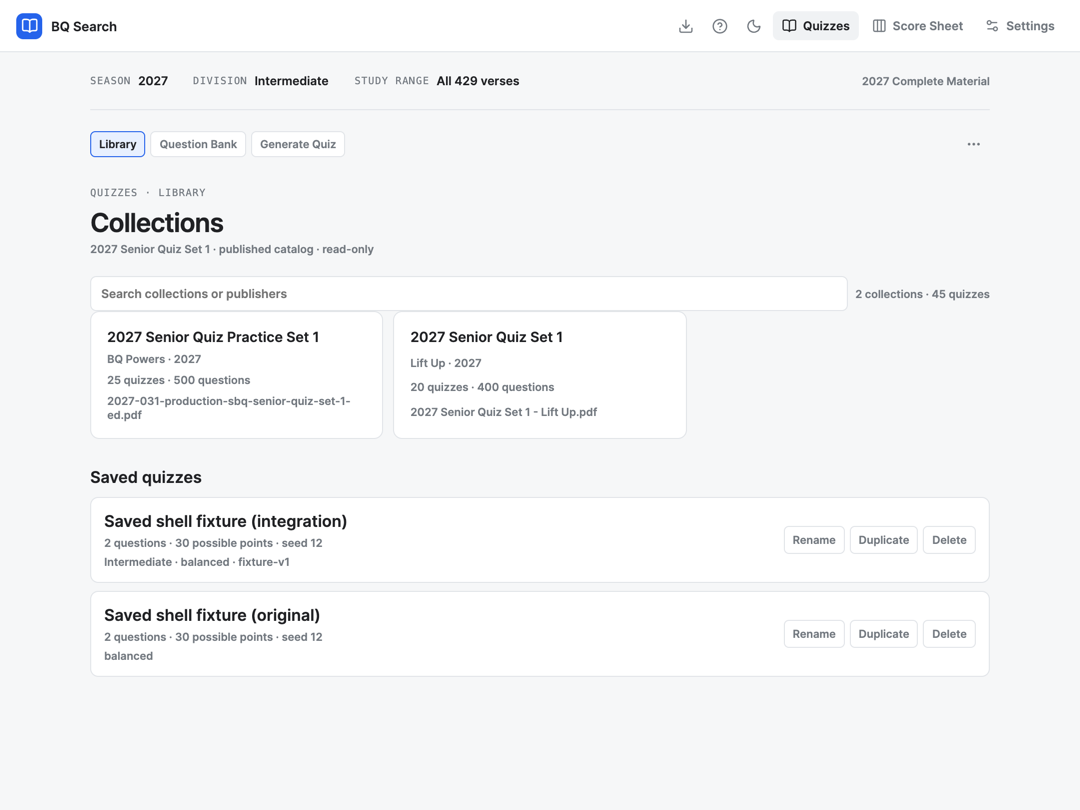 BQ Search
Quizzes
Score Sheet
Settings
SEASON 2027 DIVISION Intermediate STUDY RANGE All 429 verses
2027 Complete Material
Library
Question Bank
Generate Quiz
QUIZZES · LIBRARY
Collections
2027 Senior Quiz Set 1 · published catalog · read-only
Search collections or publishers
2 collections · 45 quizzes
2027 Senior Quiz Practice Set 1
BQ Powers · 2027
25 quizzes · 500 questions
2027-031-production-sbq-senior-quiz-set-1-
ed.pdf
2027 Senior Quiz Set 1
Lift Up · 2027
20 quizzes · 400 questions
2027 Senior Quiz Set 1 - Lift Up.pdf
Saved quizzes
Saved shell fixture (integration)
2 questions · 30 possible points · seed 12
Intermediate · balanced · fixture-v1
Rename
Duplicate
Delete
Saved shell fixture (original)
2 questions · 30 possible points · seed 12
balanced
Rename
Duplicate
Delete